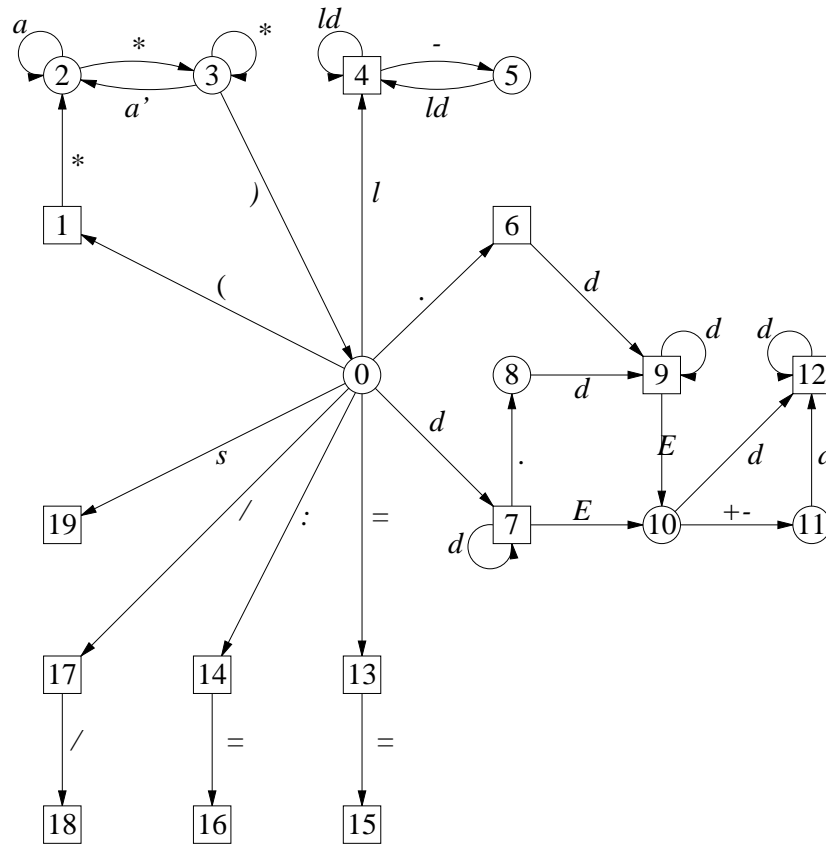 a * *
ld -
2 3 4 5
a’ ld
*
) l
1 6
( . d
d d
0 8 9 12
d d
E d d
s
/ : = .
19 7 E 10 +- 11
d
17 14 13
/ = =
18 16 15